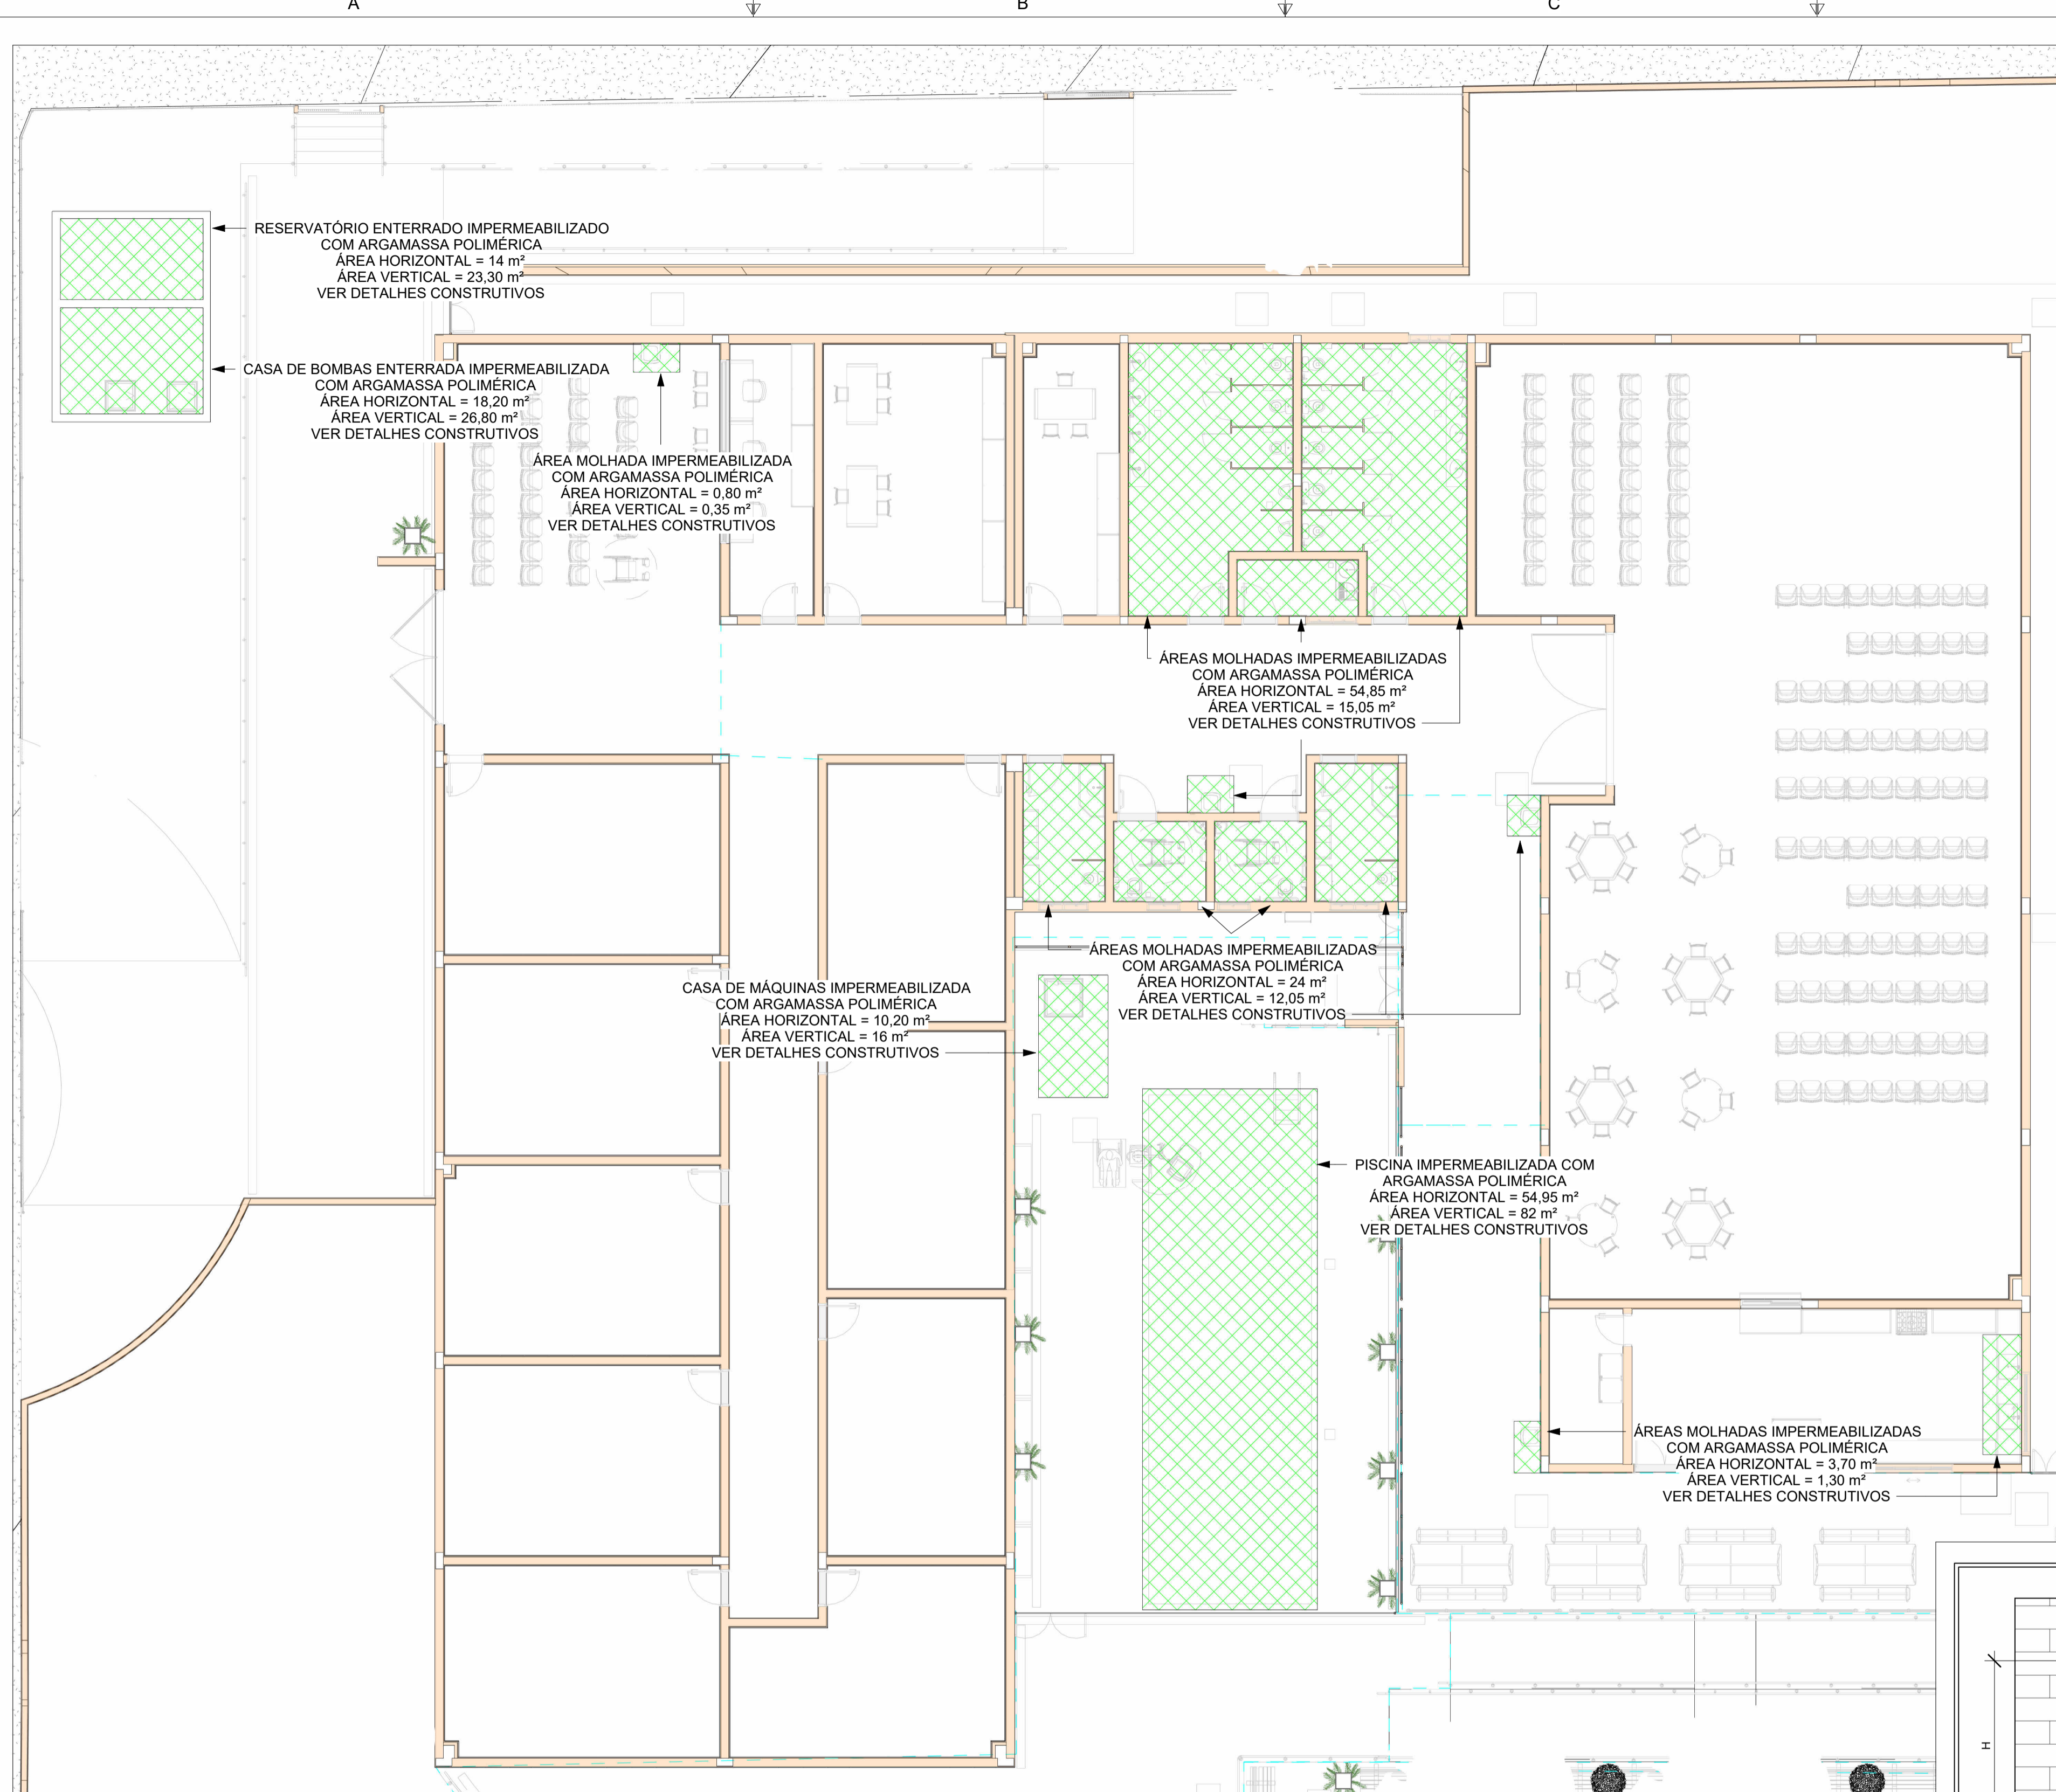 A
B
C
RESERVATÓRIO ENTERRADO IMPERMEABILIZADO
COM ARGAMASSA POLIMÉRICA
ÁREA HORIZONTAL = 14 m²
ÁREA VERTICAL = 23,30 m²
VER DETALHES CONSTRUTIVOS
CASA DE BOMBAS ENTERRADA IMPERMEABILIZADA
COM ARGAMASSA POLIMÉRICA
ÁREA HORIZONTAL = 18,20 m²
ÁREA VERTICAL = 26,80 m²
VER DETALHES CONSTRUTIVOS
ÁREA MOLHADA IMPERMEABILIZADA
COM ARGAMASSA POLIMÉRICA
ÁREA HORIZONTAL = 0,80 m²
ÁREA VERTICAL = 0,35 m²
VER DETALHES CONSTRUTIVOS
ÁREAS MOLHADAS IMPERMEABILIZADAS
COM ARGAMASSA POLIMÉRICA
ÁREA HORIZONTAL = 54,85 m²
ÁREA VERTICAL = 15,05 m²
VER DETALHES CONSTRUTIVOS
ÁREAS MOLHADAS IMPERMEABILIZADAS
COM ARGAMASSA POLIMÉRICA
ÁREA HORIZONTAL = 24 m²
ÁREA VERTICAL = 12,05 m²
VER DETALHES CONSTRUTIVOS
CASA DE MÁQUINAS IMPERMEABILIZADA
COM ARGAMASSA POLIMÉRICA
ÁREA HORIZONTAL = 10,20 m²
ÁREA VERTICAL = 16 m²
VER DETALHES CONSTRUTIVOS
PISCINA IMPERMEABILIZADA COM
ARGAMASSA POLIMÉRICA
ÁREA HORIZONTAL = 54,95 m²
ÁREA VERTICAL = 82 m²
VER DETALHES CONSTRUTIVOS
ÁREAS MOLHADAS IMPERMEABILIZADAS
COM ARGAMASSA POLIMÉRICA
ÁREA HORIZONTAL = 3,70 m²
ÁREA VERTICAL = 1,30 m²
VER DETALHES CONSTRUTIVOS
H